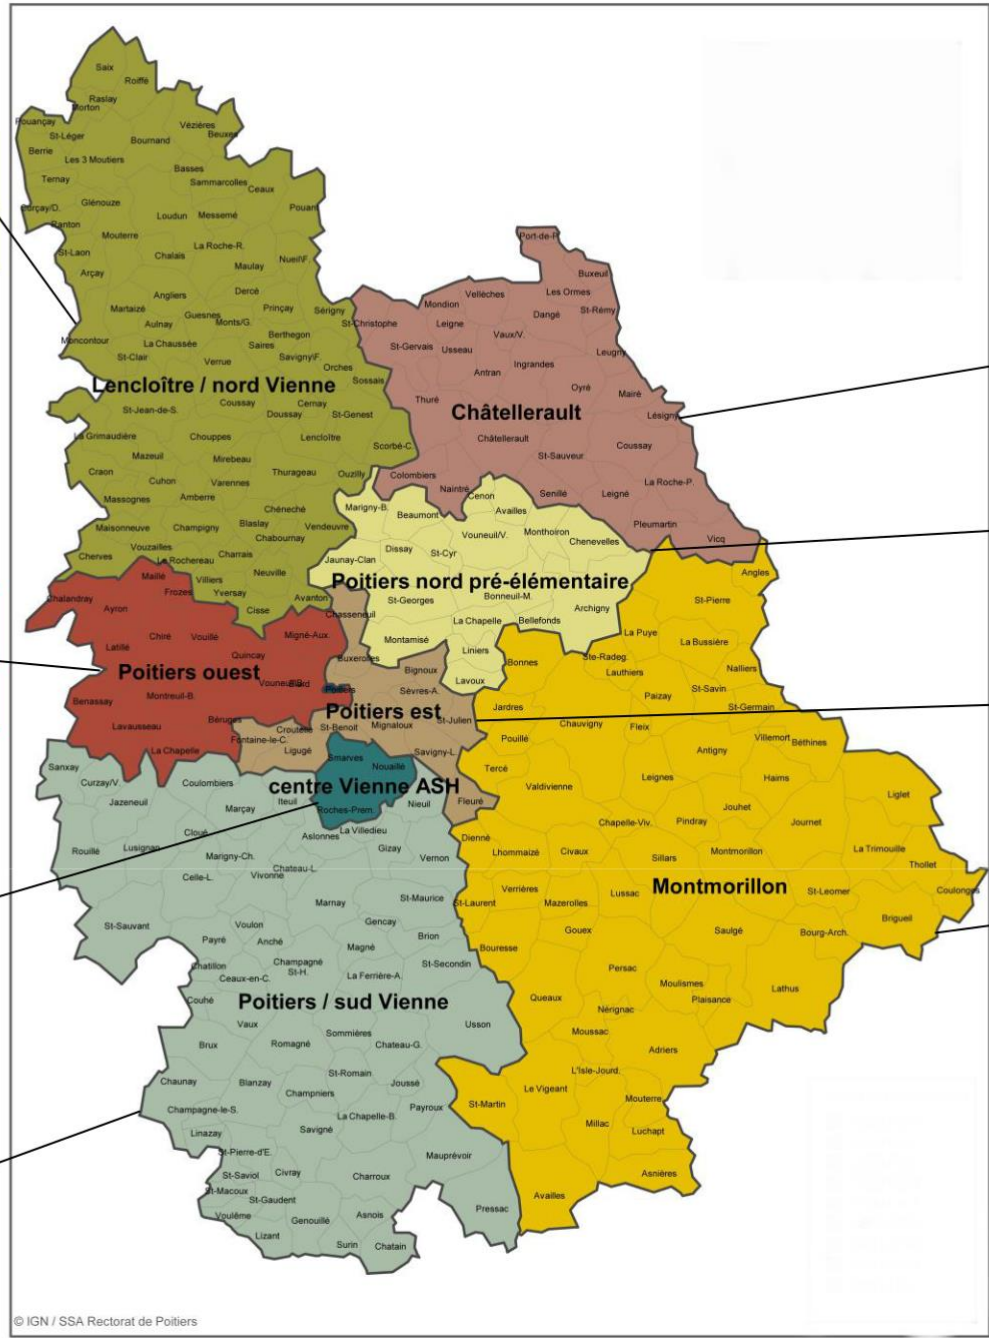 Saix
Roiffé
Raslay
Morton
Pouançay
Vézières
St-Léger
Beuxes
Bournand
Berrie
Les 3 Moutiers
Basses
Ternay
Sammarcolles
Ceaux
Glénouze
Pouant
Curçay/D.
Loudun
Messemé
Ranton
Mouterre
La Roche-R.
St-Laon
Chalais
Nueil\F.
Maulay
Arçay
Dercé
Angliers
Martaizé
Guesnes
Prinçay
Sérigny
Aulnay
Monts/G.
Berthegon
Moncontour
La Chaussée
Saires
St-Clair
Verrue
Savigny\F.
Orches
Sossais
Lencloître / nord Vienne
St-Jean-de-S.
Coussay
Cernay
Doussay
St-Genest
La Grimaudière
Chouppes
Lencloître
Scorbé-C.
Mazeuil
Mirebeau
Craon
Cuhon
Varennes
Thurageau
Ouzilly
Massognes
Amberre
Chéneché
Maisonneuve
Champigny
Blaslay
Vendeuvre
Chabournay
Vouzailles
Cherves
Le Rochereau
Charrais
Villiers
Neuville
Yversay
Avanton
Cisse
Port-de-P.
Buxeuil
Vellèches
Les Ormes
Mondion
Dangé
St-Rémy
St-Christophe
Leigne
Vaux/V.
St-Gervais
Usseau
Leugny
Antran
Ingrandes
Oyré
Mairé
Thuré
Châtellerault
Lésigny
Châtellerault
Coussay
St-Sauveur
Colombiers
La Roche-P.
Naintré
Senillé
Leigné
Pleumartin
Vicq
Cenon
Marigny-B.
Beaumont
Availles
Vouneuil/V.
Monthoiron
Chenevelles
Dissay
St-Cyr
Jaunay-Clan
Poitiers nord pré-élémentaire
St-Georges
Bonneuil-M.
Archigny
La Chapelle
Bellefonds
Montamisé
Liniers
Lavoux
Maillé
Chalandray
Frozes
Ayron
Chiré
Vouillé
Migné-Aux.
Latillé
Quincay
Poitiers ouest
Vouneuil/S.
Biard
Benassay
Montreuil-B.
Béruges
Lavausseau
La Chapelle
Chasseneuil
Buxerolles
Bignoux
Poitiers
Sèvres-A.
Poitiers est
St-Julien
Croutelle
St-Benoit
Mignaloux
Fontaine-le-C.
Ligugé
Savigny-L.
Fleuré
Smarves
Nouaillé
centre Vienne ASH
Roches-Prem.
Angles
St-Pierre
La Puye
La Bussière
Bonnes
Ste-Radeg.
Lauthiers
Nalliers
St-Savin
Jardres
Paizay
St-Germain
Chauvigny
Fleix
Pouillé
Villemort
Béthines
Antigny
Tercé
Leignes
Haims
Valdivienne
Liglet
Jouhet
Chapelle-Viv.
Pindray
Journet
Dienné
Lhommaizé
Civaux
Montmorillon
La Trimouille
Sillars
Thollet
Montmorillon
Verrières
Lussac
St-Leomer
Coulonges
St-Laurent
Mazerolles
Brigueil
Gouex
Saulgé
Bourg-Arch.
Bouresse
Persac
Moulismes
Lathus
Queaux
Plaisance
Nérignac
Moussac
Adriers
L'Isle-Jourd.
Le Vigeant
Mouterre
St-Martin
Millac
Luchapt
Asnières
Availles
Sanxay
Curzay/V.
Coulombiers
Jazeneuil
Marçay
Iteuil
Nieuil
Cloué
Aslonnes
La Villedieu
Rouillé
Lusignan
Gizay
Marigny-Ch.
Vernon
Chateau-L.
Celle-L.
Vivonne
St-Maurice
Marnay
St-Sauvant
Voulon
Gencay
Payré
Anché
Brion
Magné
Chatillon
Champagné
St-H.
St-Secondin
Ceaux-en-C.
La Ferrière-A.
Couhé
Poitiers / sud Vienne
Vaux
Usson
Brux
Romagné
Sommières
Chateau-G.
St-Romain
Chaunay
Blanzay
Joussé
Champniers
Champagne-le-S.
La Chapelle-B.
Payroux
Linazay
Savigné
St-Pierre-d'E.
Mauprévoir
St-Saviol
Civray
Charroux
St-Macoux
St-Gaudent
Pressac
Voulême
Genouillé
Asnois
Lizant
Surin
Chatain
© IGN / SSA Rectorat de Poitiers